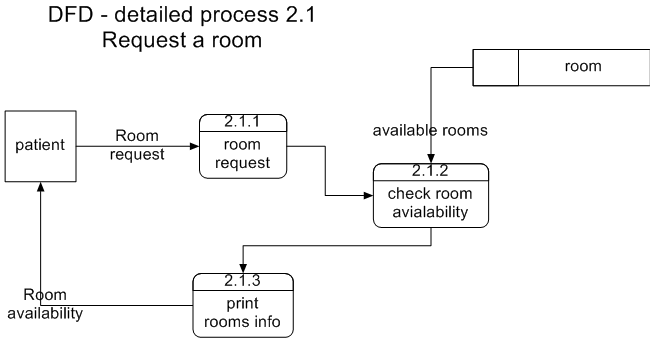 DFD - detailed process 2.1
Request a room
room
available rooms
patient
Room
request
2.1.1
room
request
2.1.2
check room
avialability
2.1.3
print
rooms info
Room
availability